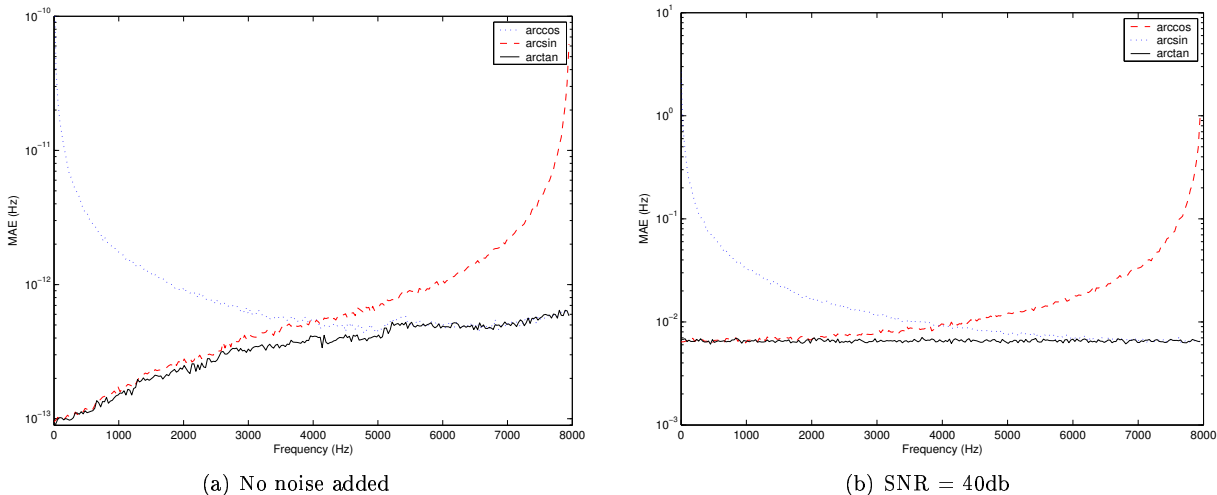 10^-10
10^-11
10^-12
10^-13
MAE (Hz)
0 1000 2000 3000 4000 5000 6000 7000 8000
Frequency (Hz)
arccos
arcsin
arctan
(a) No noise added
10^1
10^0
10^-1
10^-2
10^-3
MAE (Hz)
0 1000 2000 3000 4000 5000 6000 7000 8000
Frequency (Hz)
arccos
arcsin
arctan
(b) SNR = 40db